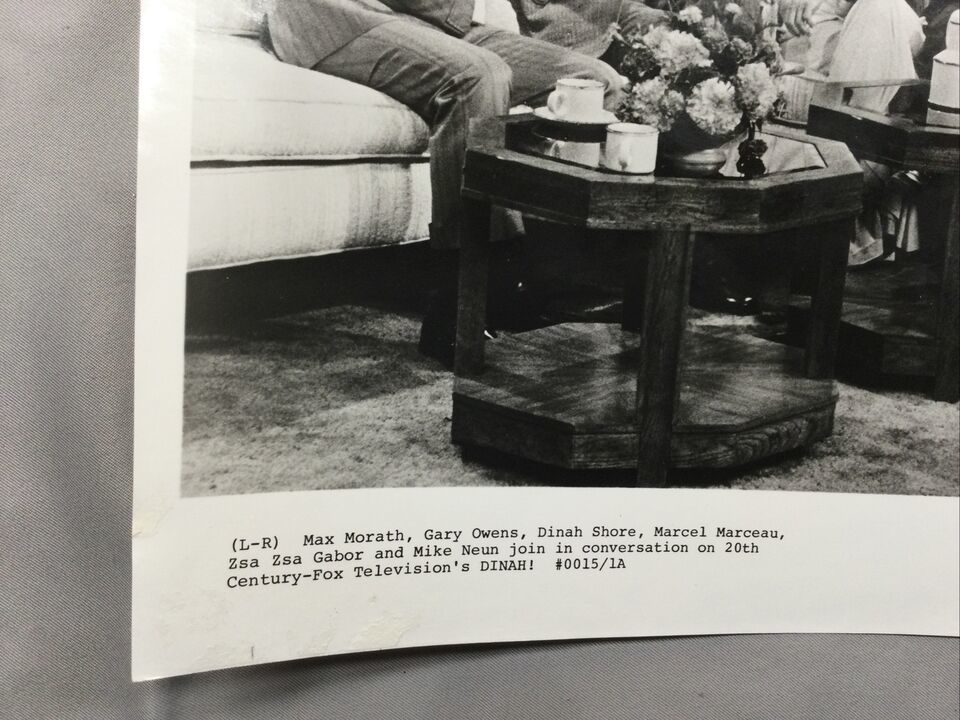 (L-R) Max Morath, Gary Owens, Dinah Shore, Marcel Marceau,
Zsa Zsa Gabor and Mike Neun join in conversation on 20th
Century-Fox Television's DINAH! #0015/1A